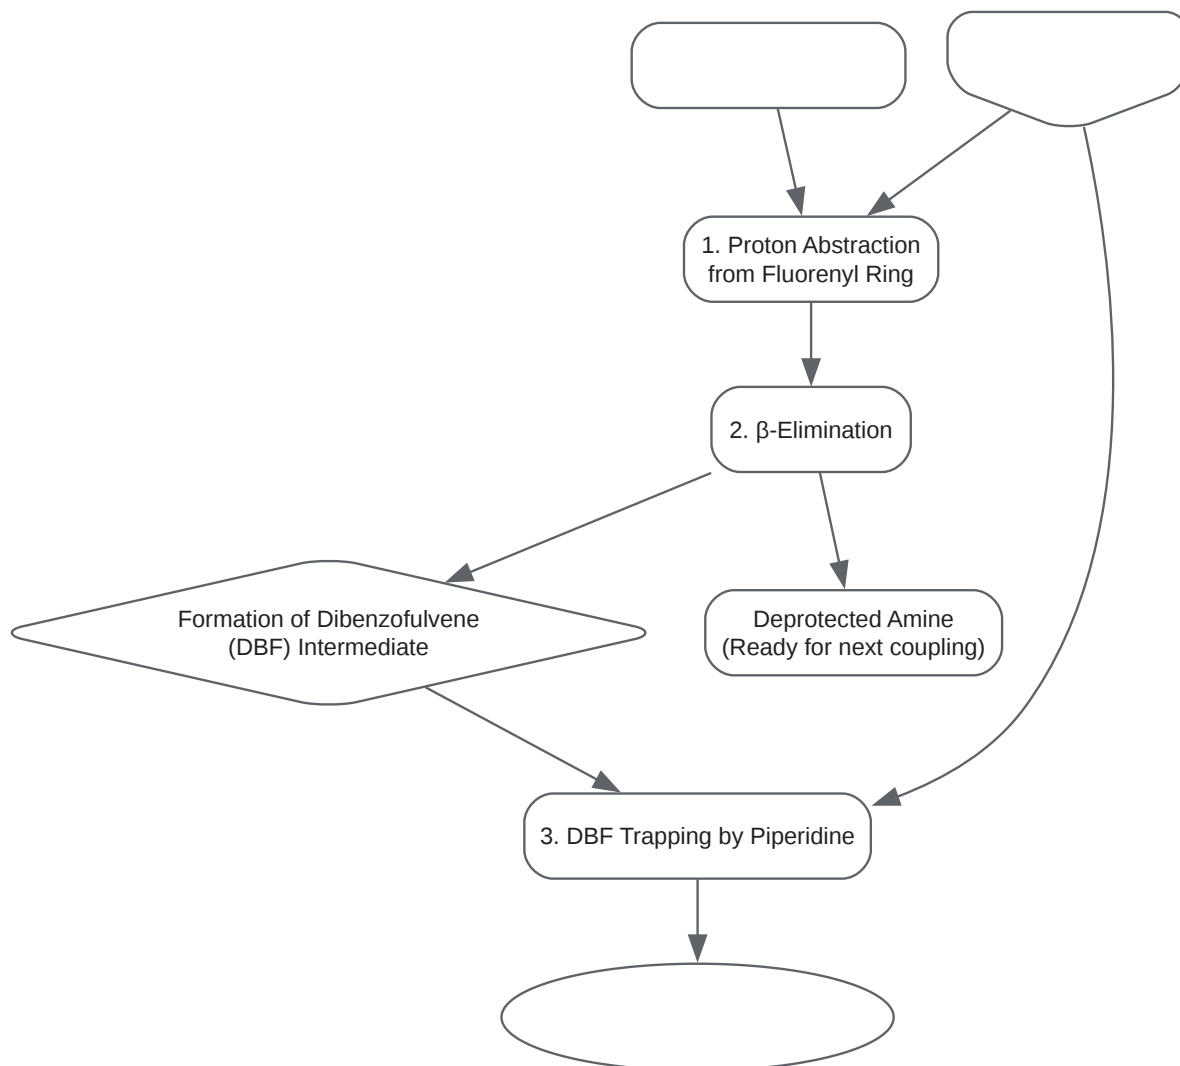 1. Proton Abstraction
from Fluorenyl Ring
2. β-Elimination
Formation of Dibenzofulvene
(DBF) Intermediate
Deprotected Amine
(Ready for next coupling)
3. DBF Trapping by Piperidine